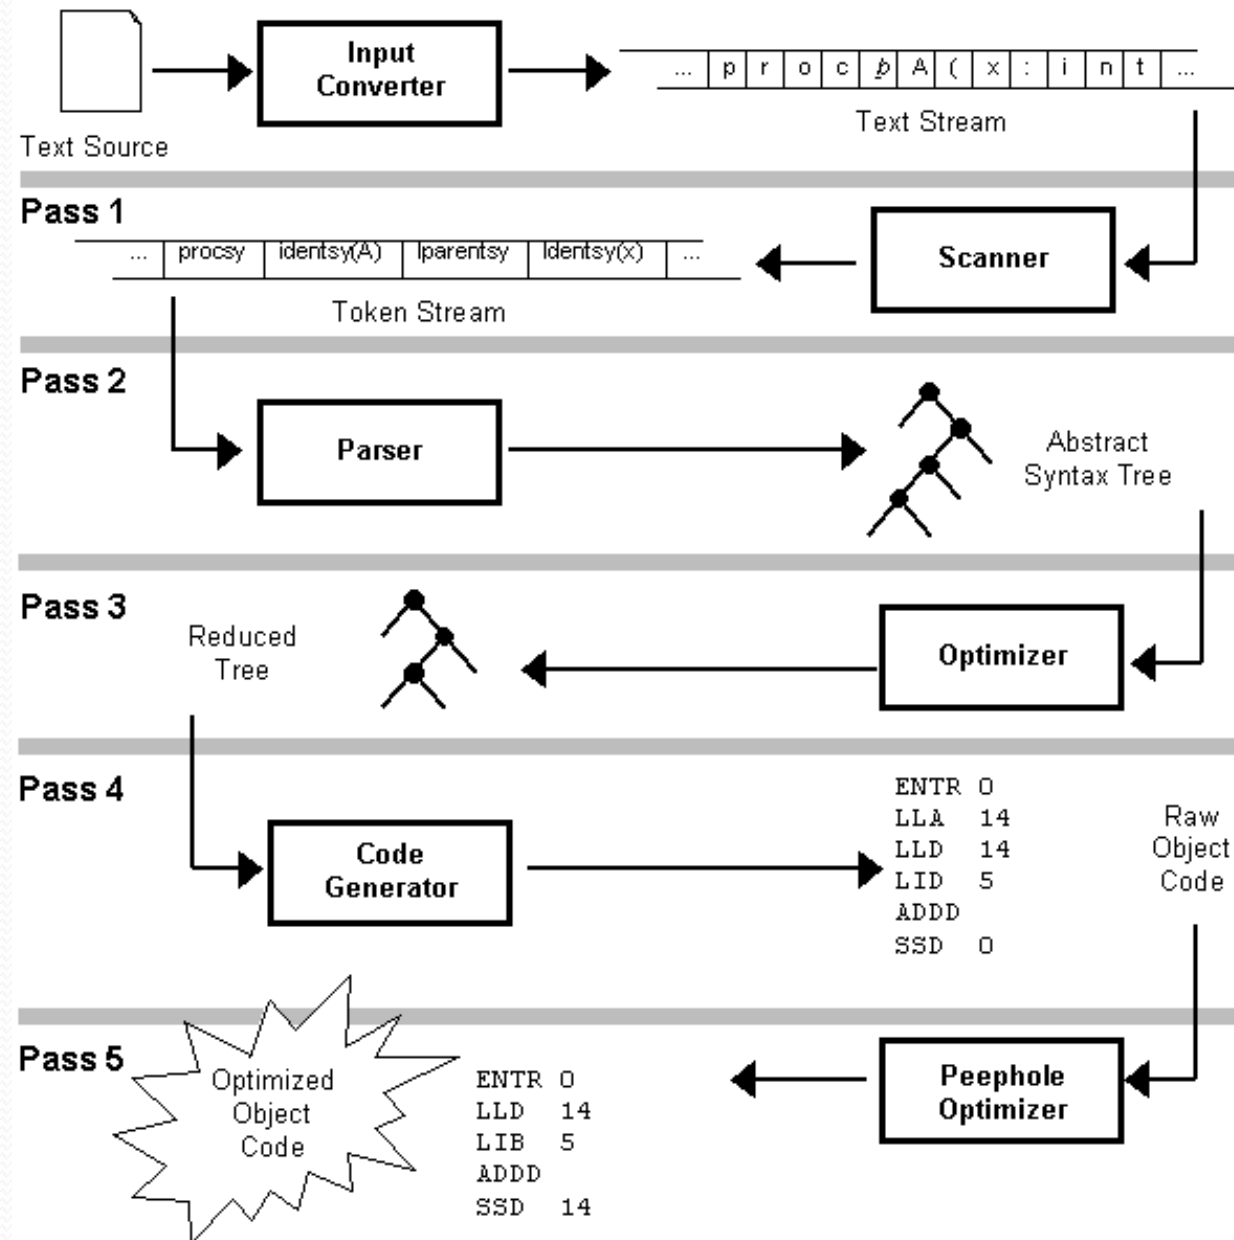 Input
Converter
... p r o c ƀ A ( x : i n t ...
Text Source
Text Stream
Pass 1
... procsy identsy(A) lparentsy Identsy(x) ...
Scanner
Token Stream
Pass 2
Parser
Abstract
Syntax Tree
Pass 3
Reduced
Tree
Optimizer
Pass 4
Code
Generator
ENTR 0
LLA 14
LLD 14
LID 5
ADDD
SSD 0
Raw
Object
Code
Pass 5
Optimized
Object
Code
ENTR 0
LLD 14
LIB 5
ADDD
SSD 14
Peephole
Optimizer